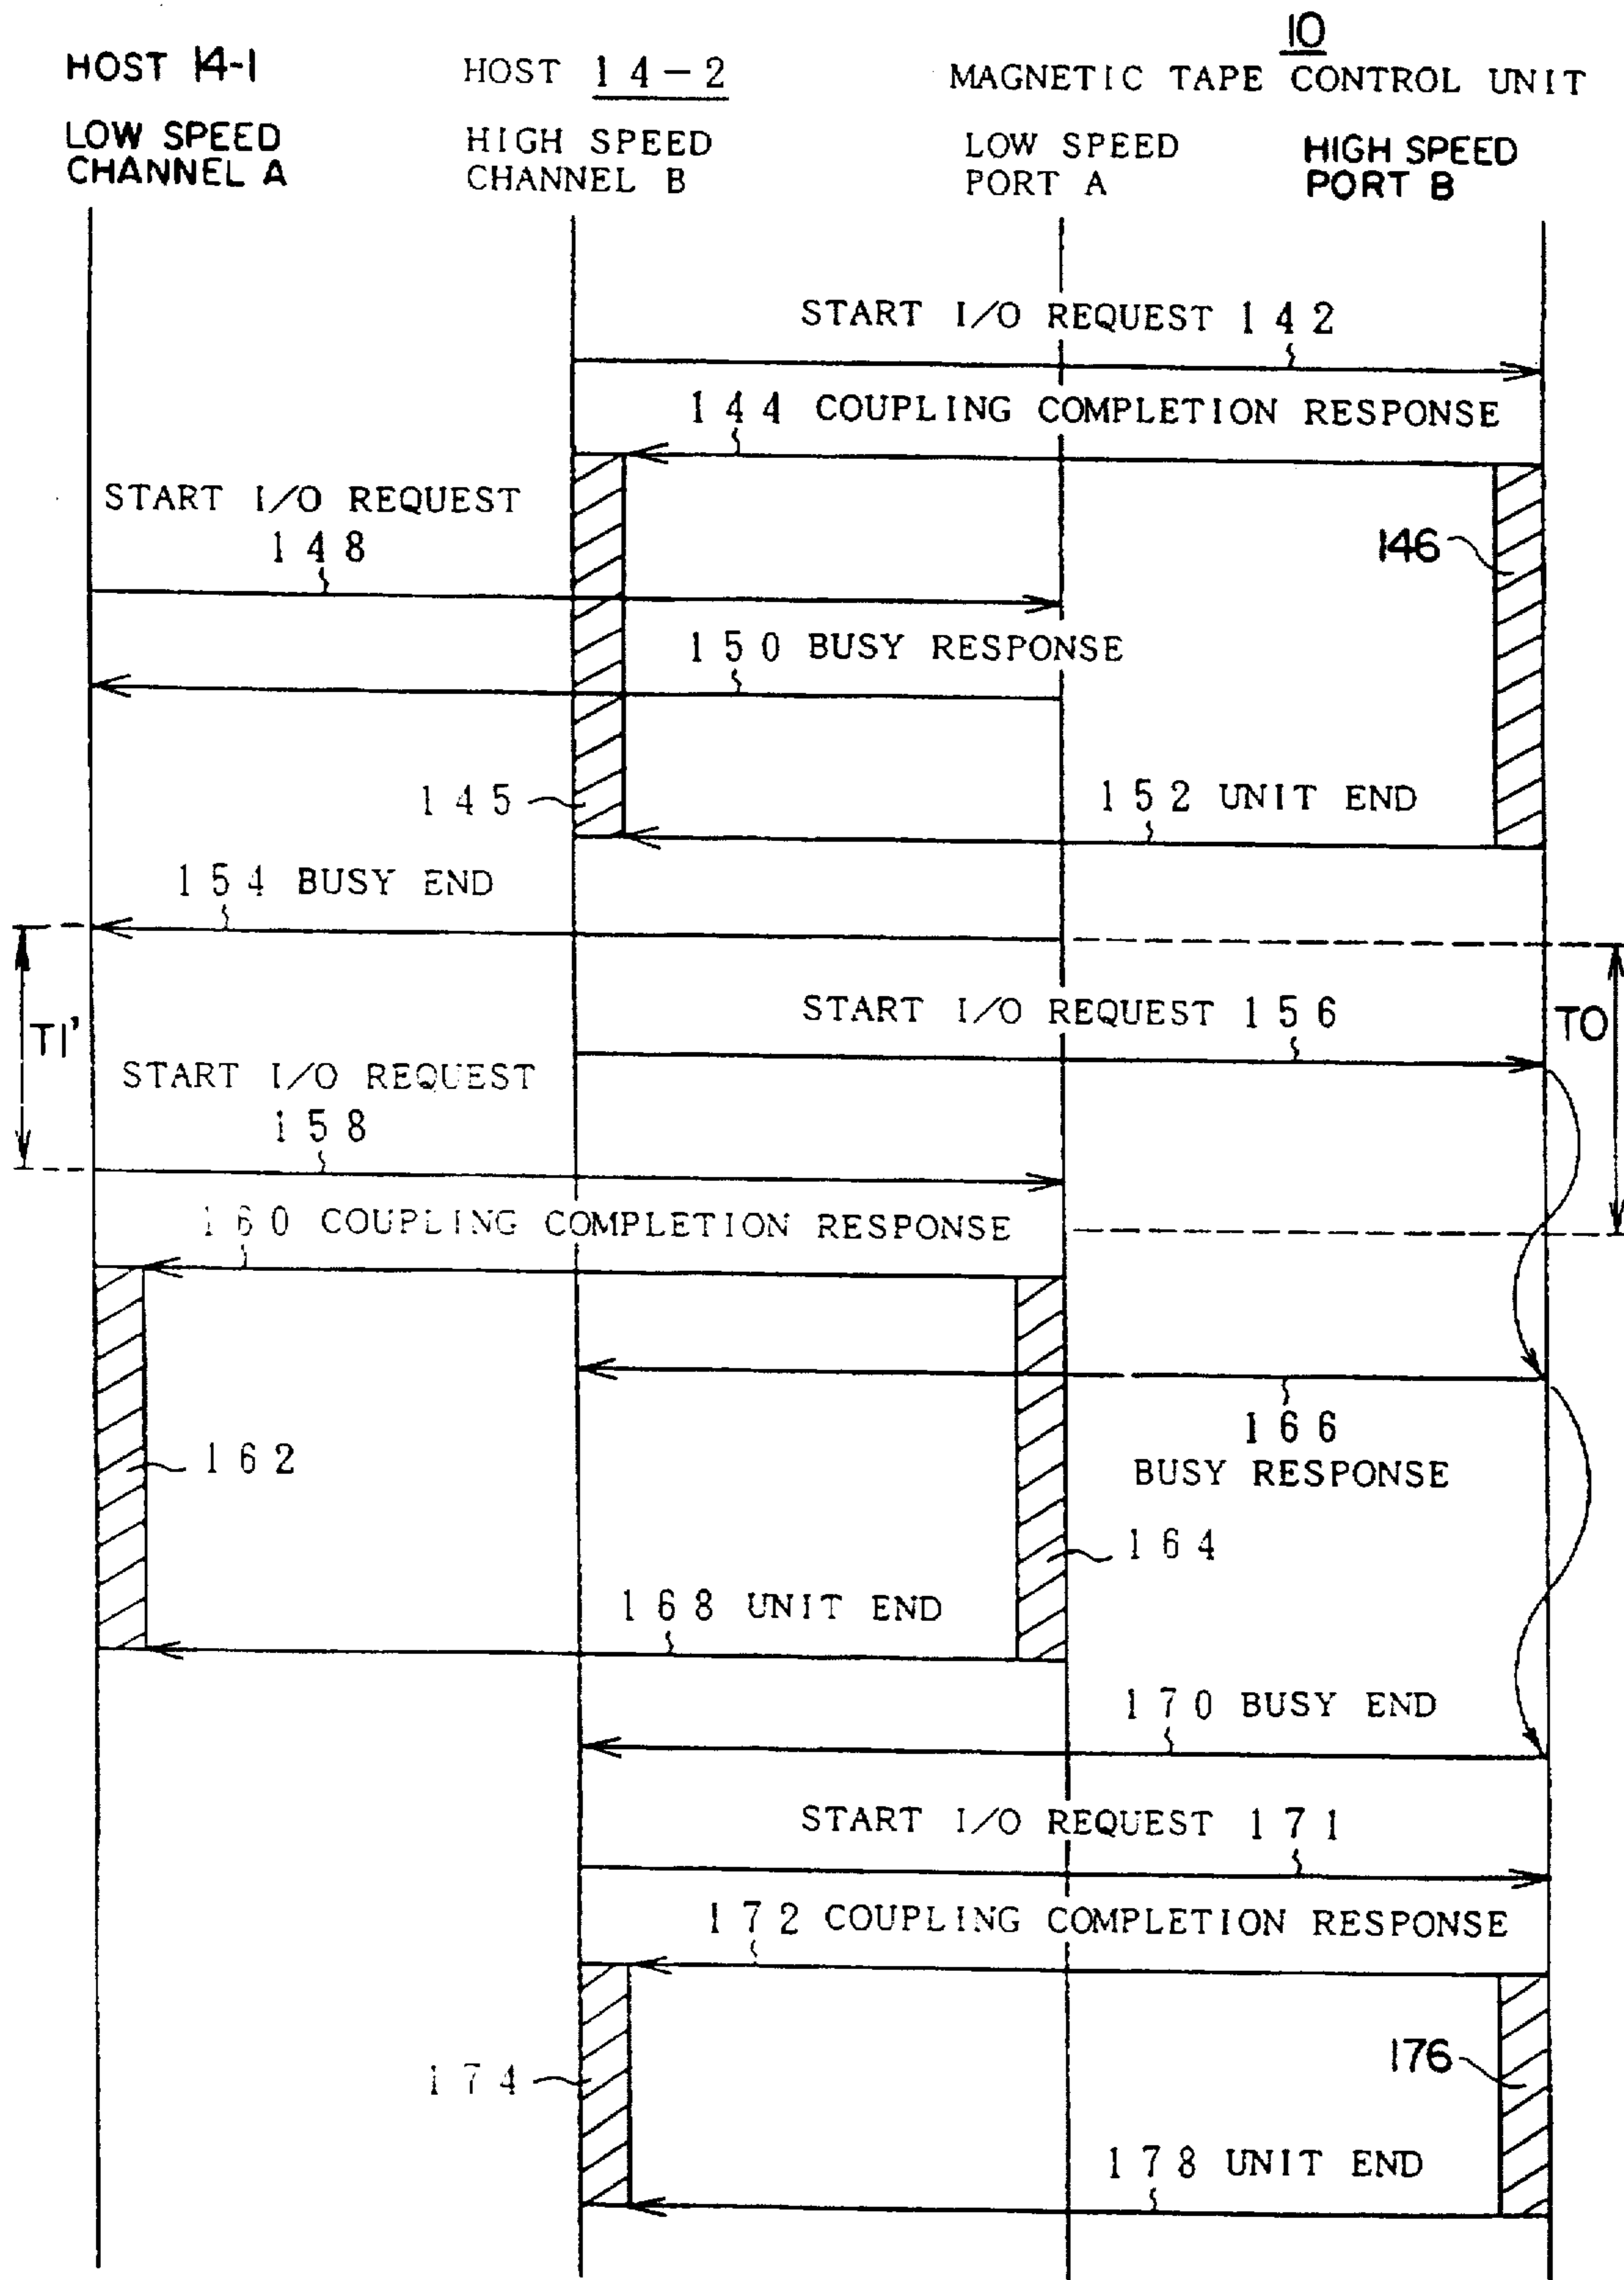 10
HOST 14-1
HOST 14-2
MAGNETIC TAPE CONTROL UNIT
LOW SPEED
CHANNEL A
HIGH SPEED
CHANNEL B
LOW SPEED
PORT A
HIGH SPEED
PORT B
START I/O REQUEST 142
144 COUPLING COMPLETION RESPONSE
START I/O REQUEST
148
146
150 BUSY RESPONSE
145
152 UNIT END
154 BUSY END
START I/O REQUEST 156
T1'
T0
START I/O REQUEST
158
160 COUPLING COMPLETION RESPONSE
166
BUSY RESPONSE
162
164
168 UNIT END
170 BUSY END
START I/O REQUEST 171
172 COUPLING COMPLETION RESPONSE
174
176
178 UNIT END